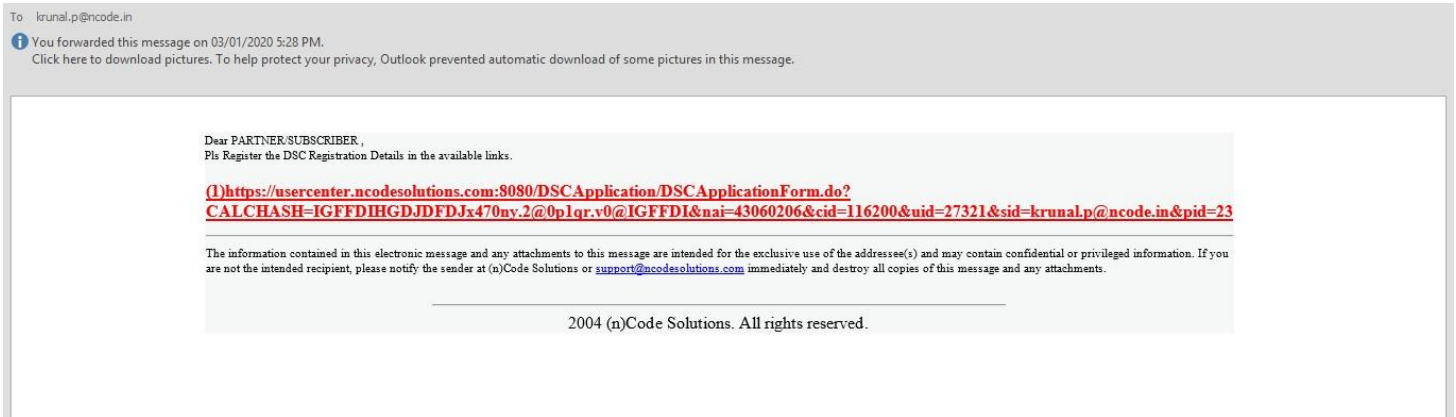 To krunal.p@ncode.in
You forwarded this message on 03/01/2020 5:28 PM.
Click here to download pictures. To help protect your privacy, Outlook prevented automatic download of some pictures in this message.
Dear PARTNER/SUBSCRIBER ,
Pls Register the DSC Registration Details in the available links.
(1)https://usercenter.ncodesolutions.com:8080/DSCApplication/DSCApplicationForm.do?
CALCHASH=IGFFDIHGDJDFDJx470ny.2@0p1qr.v0@IGFFDI&nai=43060206&cid=116200&uid=27321&sid=krunal.p@ncode.in&pid=23
The information contained in this electronic message and any attachments to this message are intended for the exclusive use of the addressee(s) and may contain confidential or privileged information. If you
are not the intended recipient, please notify the sender at (n)Code Solutions or support@ncodesolutions.com immediately and destroy all copies of this message and any attachments.
2004 (n)Code Solutions. All rights reserved.